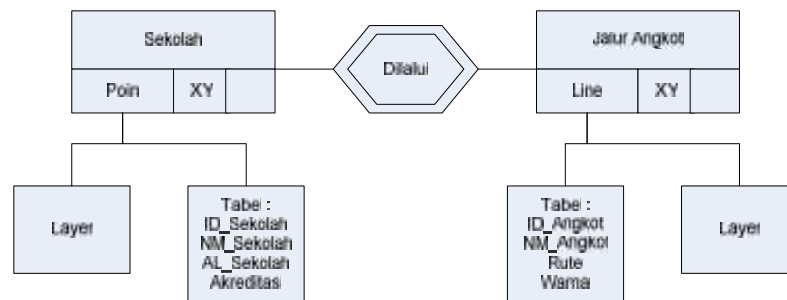 Sekolah
Poin XY
Dilalui
Jalur Angkot
Line XY
Layer
Tabel :
ID_Sekolah
NM_Sekolah
AL_Sekolah
Akreditasi
Tabel :
ID_Angkot
NM_Angkot
Rute
Warna
Layer